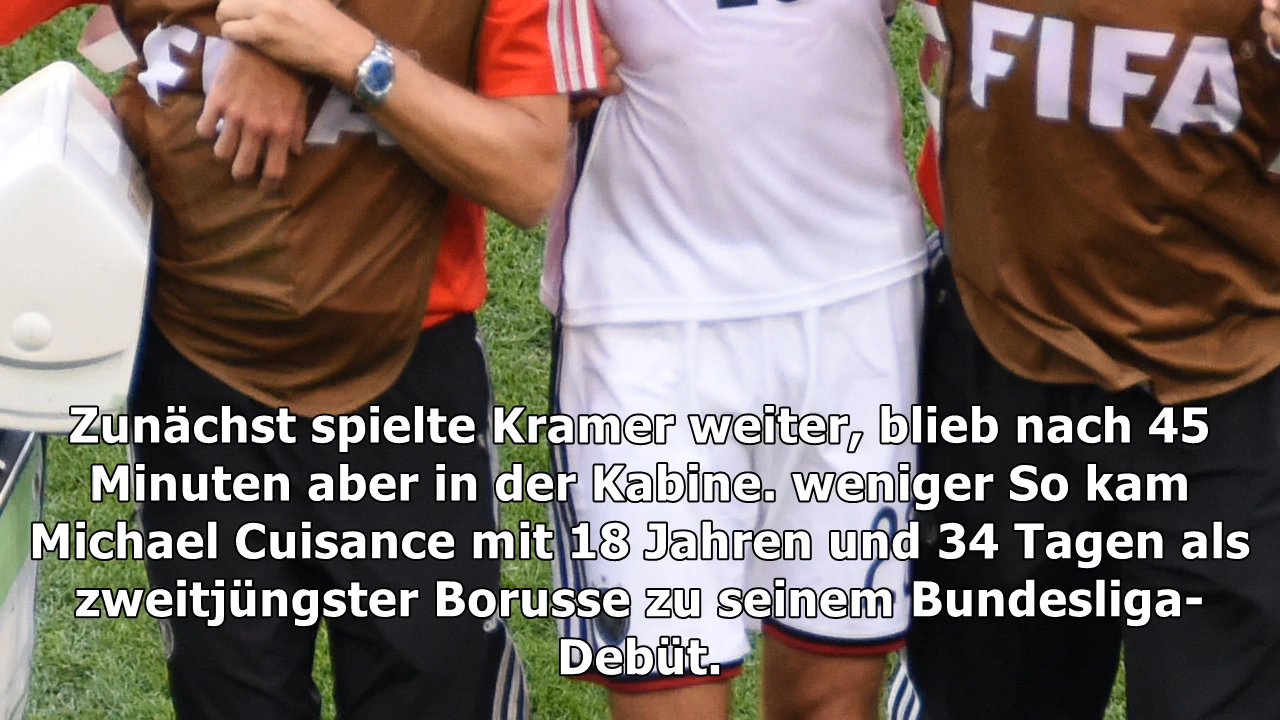 FIFA
Zunächst spielte Kramer weiter, blieb nach 45
Minuten aber in der Kabine. weniger So kam
Michael Cuisance mit 18 Jahren und 34 Tagen als
zweitjüngster Borusse zu seinem Bundesliga-
Debüt.